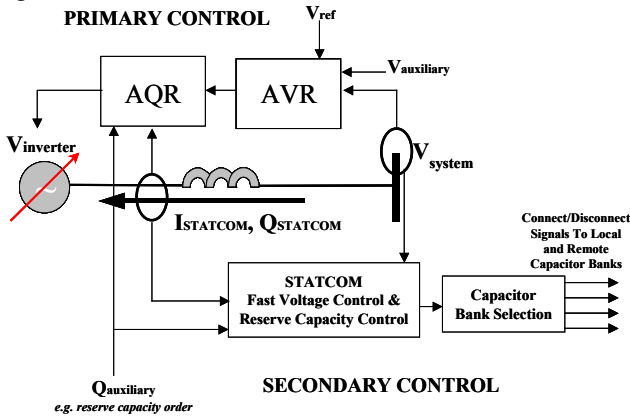 PRIMARY CONTROL
Vref
Vauxiliary
AQR
AVR
Vinverter
~
Vsystem
ISTATCOM, QSTATCOM
Connect/Disconnect
Signals To Local
and Remote
Capacitor Banks
STATCOM
Fast Voltage Control &
Reserve Capacity Control
Capacitor
Bank Selection
Qauxiliary
e.g. reserve capacity order
SECONDARY CONTROL